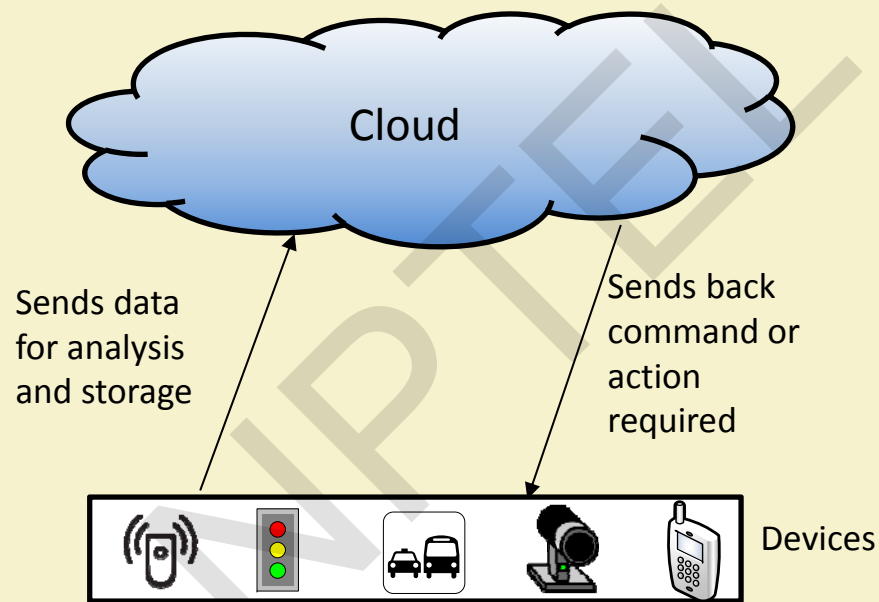 Cloud
Sends data
for analysis
and storage
Sends back
command or
action
required
Devices
NPTEL